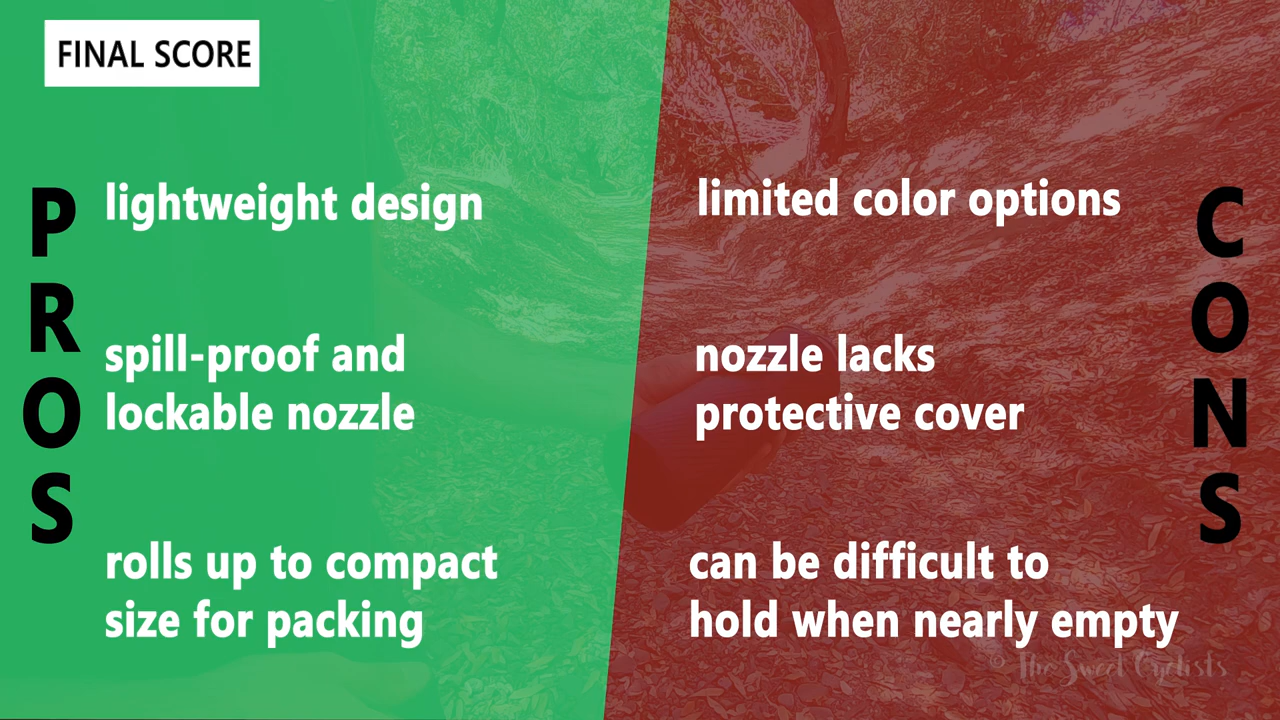 FINAL SCORE
PROS
lightweight design
spill-proof and
lockable nozzle
rolls up to compact
size for packing
CONS
limited color options
nozzle lacks
protective cover
can be difficult to
hold when nearly empty
© The Sweet Cyclists